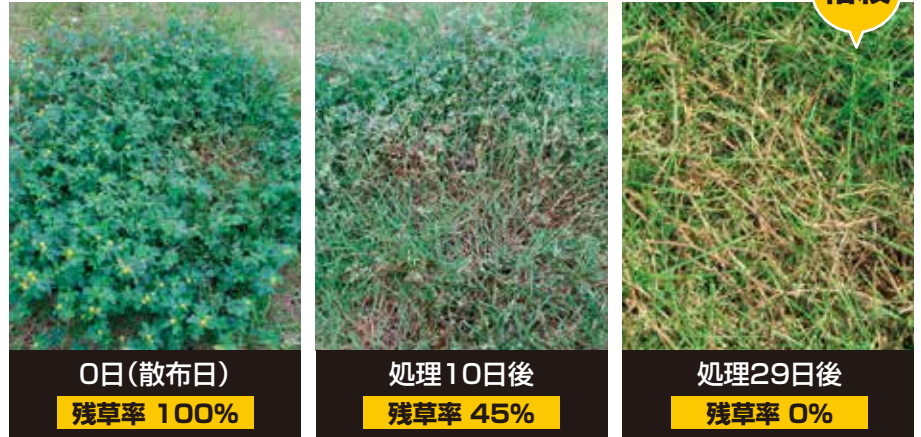 0日(散布日)
残草率 100%
処理10日後
残草率 45%
処理29日後
残草率 0%